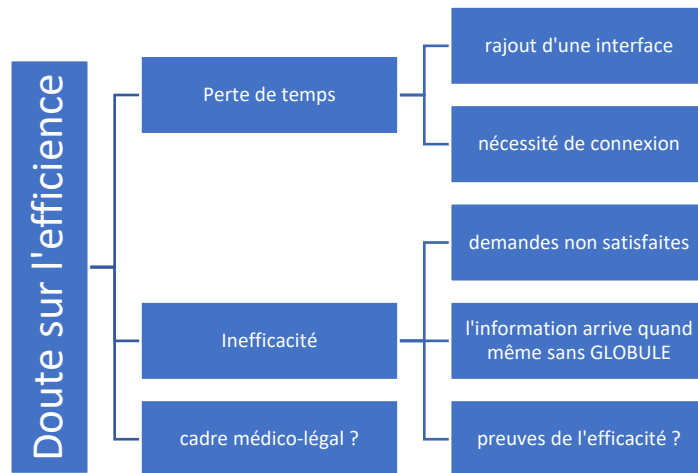 Doute sur l'efficience
Perte de temps
rajout d'une interface
nécessité de connexion
Inefficacité
demandes non satisfaites
l'information arrive quand
même sans GLOBULE
preuves de l'efficacité ?
cadre médico-légal ?